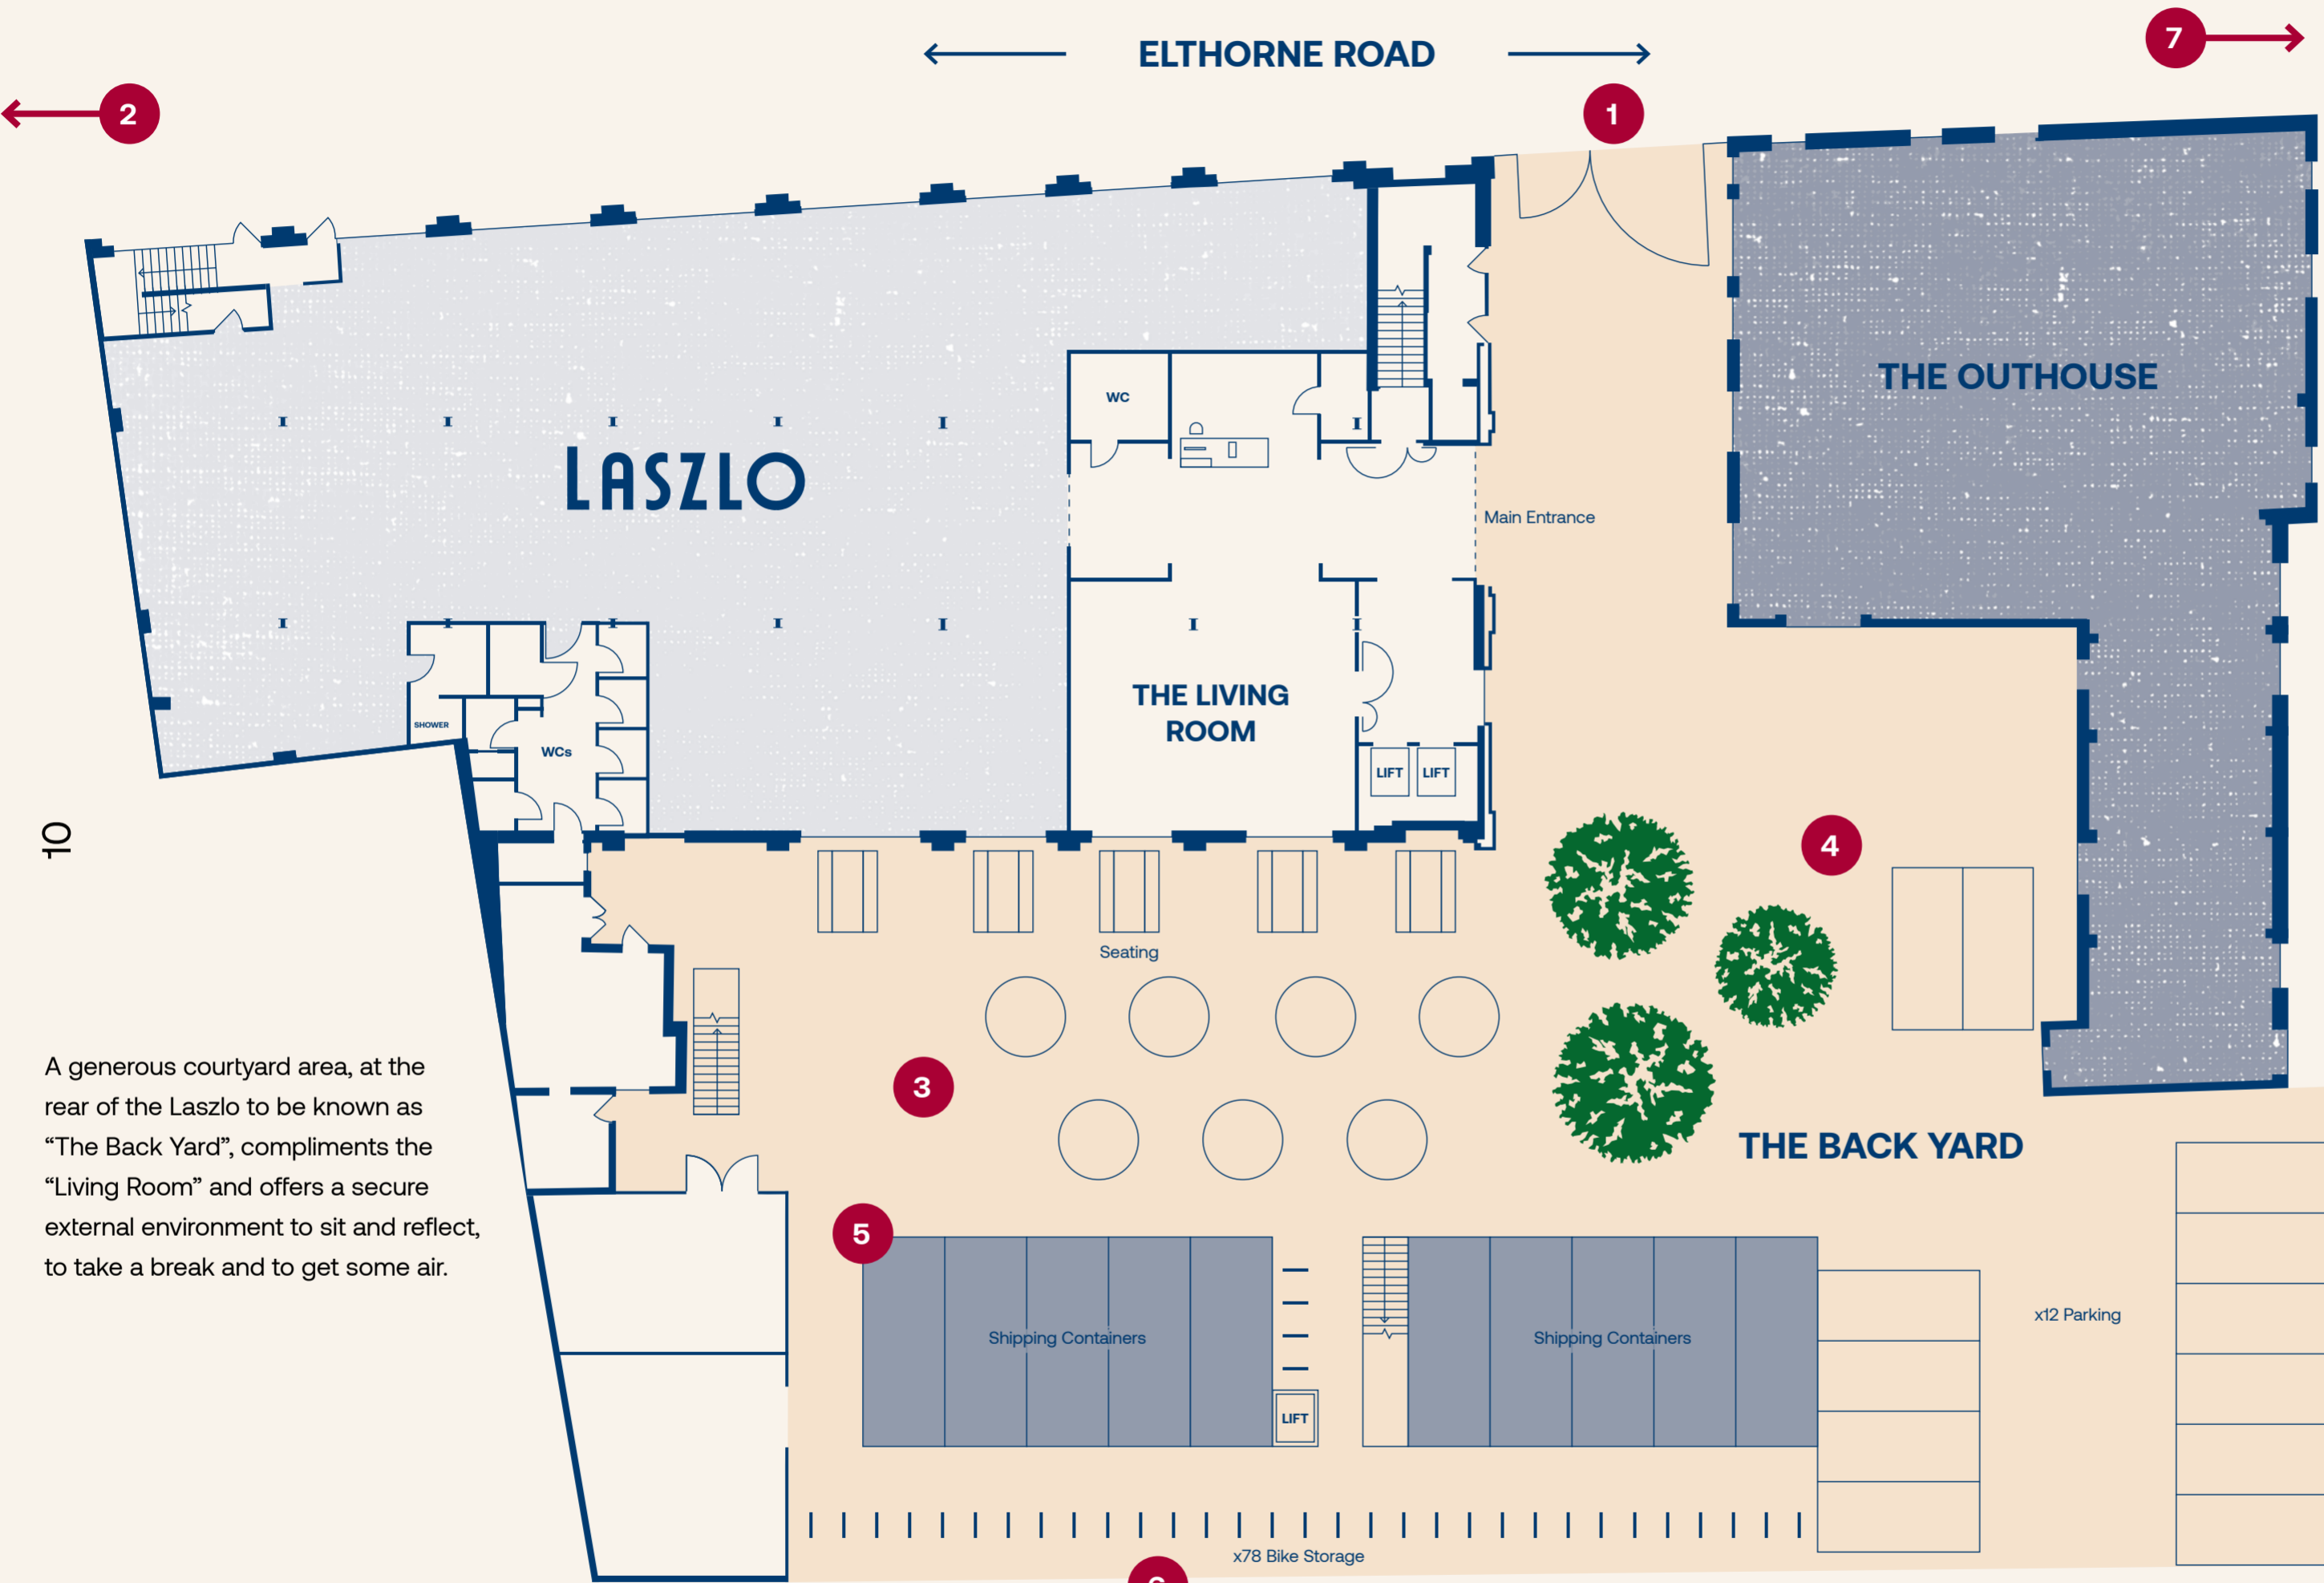 ELTHORNE ROAD
7
2
1
THE OUTHOUSE
WC
LASZLO
Main Entrance
THE LIVING
ROOM
SHOWER
WCs
LIFT LIFT
10
4
Seating
3
A generous courtyard area, at the
rear of the Laszlo to be known as
“The Back Yard”, compliments the
“Living Room” and offers a secure
external environment to sit and reflect,
to take a break and to get some air.
THE BACK YARD
5
x12 Parking
Shipping Containers
Shipping Containers
LIFT
x78 Bike Storage